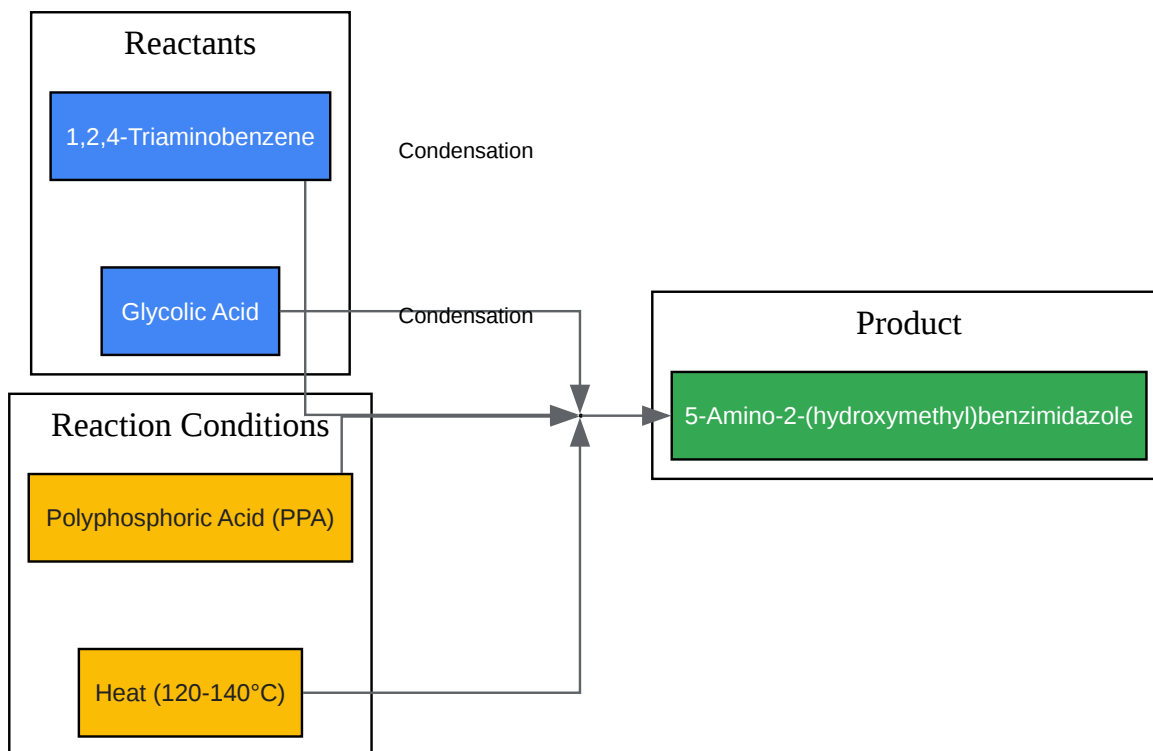 Reactants
1,2,4-Triaminobenzene
Condensation
Glycolic Acid
Condensation
Product
5-Amino-2-(hydroxymethyl)benzimidazole
Reaction Conditions
Polyphosphoric Acid (PPA)
Heat (120-140°C)